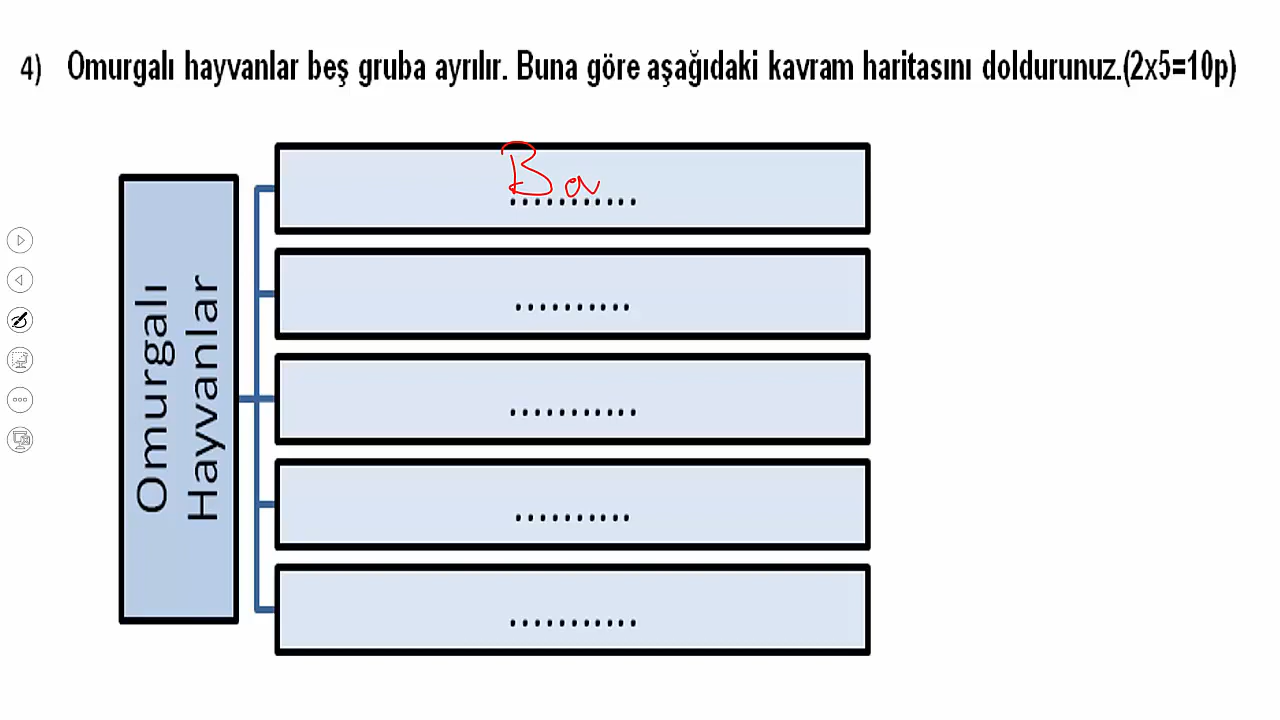 4) Omurgalı hayvanlar beş gruba ayrılır. Buna göre aşağıdaki kavram haritasını doldurunuz.(2x5=10p)
Omurgalı
Hayvanlar
Ba
...........
..........
...........
..........
...........